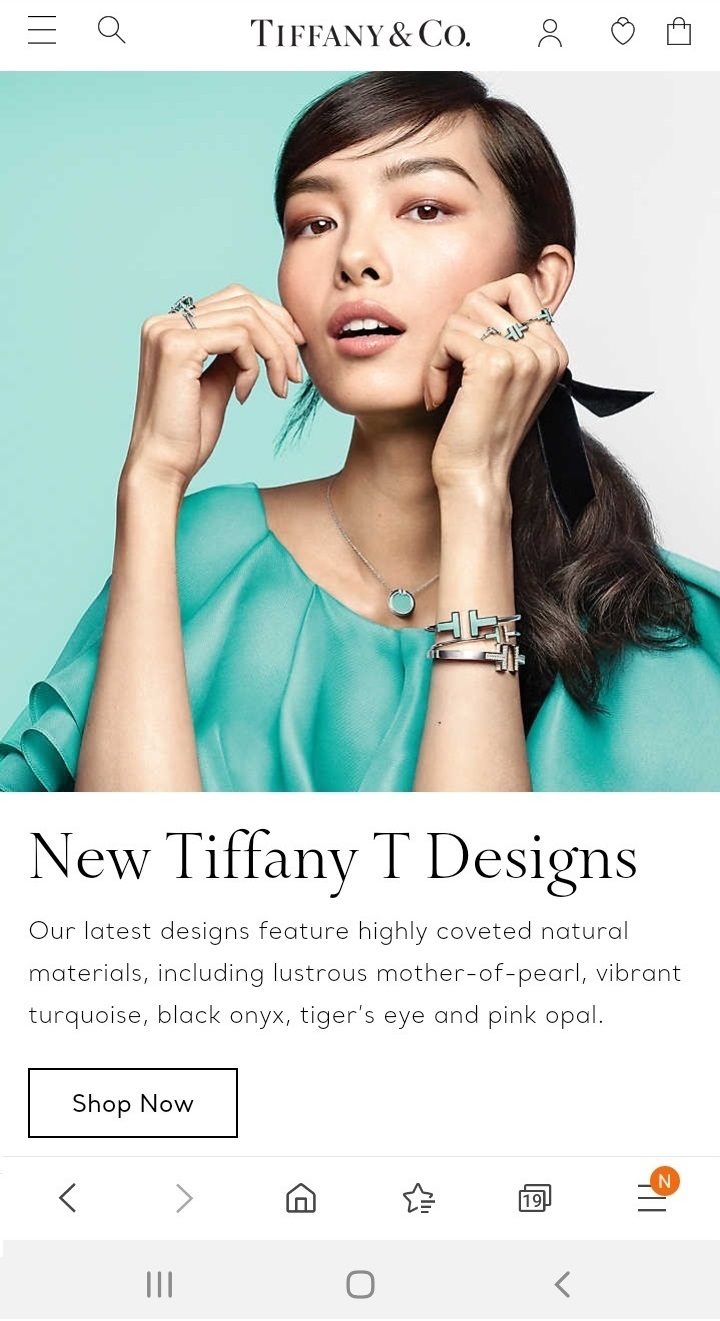 TIFFANY & CO.
New Tiffany T Designs
Our latest designs feature highly coveted natural
materials, including lustrous mother-of-pearl, vibrant
turquoise, black onyx, tiger's eye and pink opal.
Shop Now
19
N